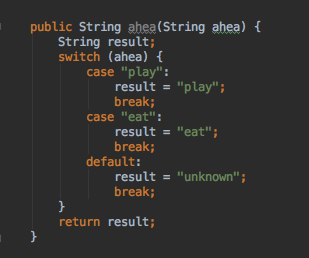 public String ahea(String ahea) {
    String result;
    switch (ahea) {
        case "play":
            result = "play";
            break;
        case "eat":
            result = "eat";
            break;
        default:
            result = "unknown";
            break;
    }
    return result;
}